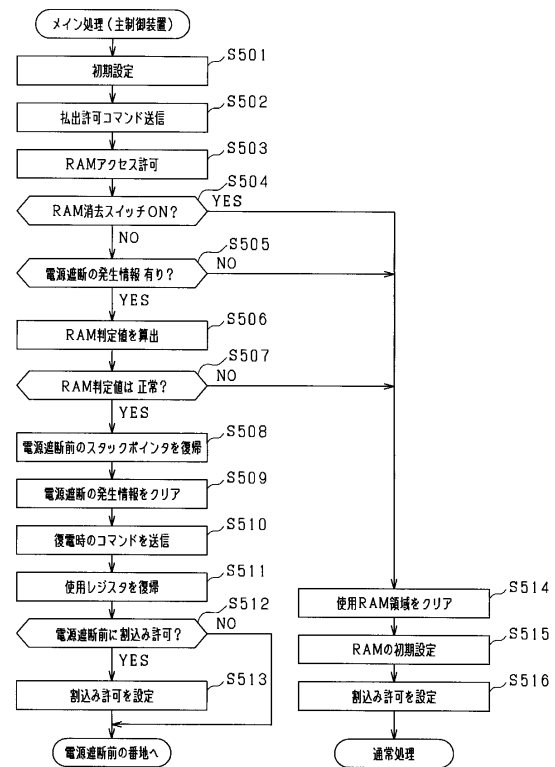 メイン処理(主制御装置)
S501
初期設定
S502
払出許可コマンド送信
S503
RAMアクセス許可
S504
RAM消去スイッチON?
YES
NO
S505
電源遮断の発生情報 有り?
NO
YES
S506
RAM判定値を算出
S507
RAM判定値は 正常?
NO
YES
S508
電源遮断前のスタックポインタを復帰
S509
電源遮断の発生情報をクリア
S510
復電時のコマンドを送信
S511
使用レジスタを復帰
S512
電源遮断前に割込み許可?
NO
YES
S513
割込み許可を設定
電源遮断前の番地へ
S514
使用RAM領域をクリア
S515
RAMの初期設定
S516
割込み許可を設定
通常処理